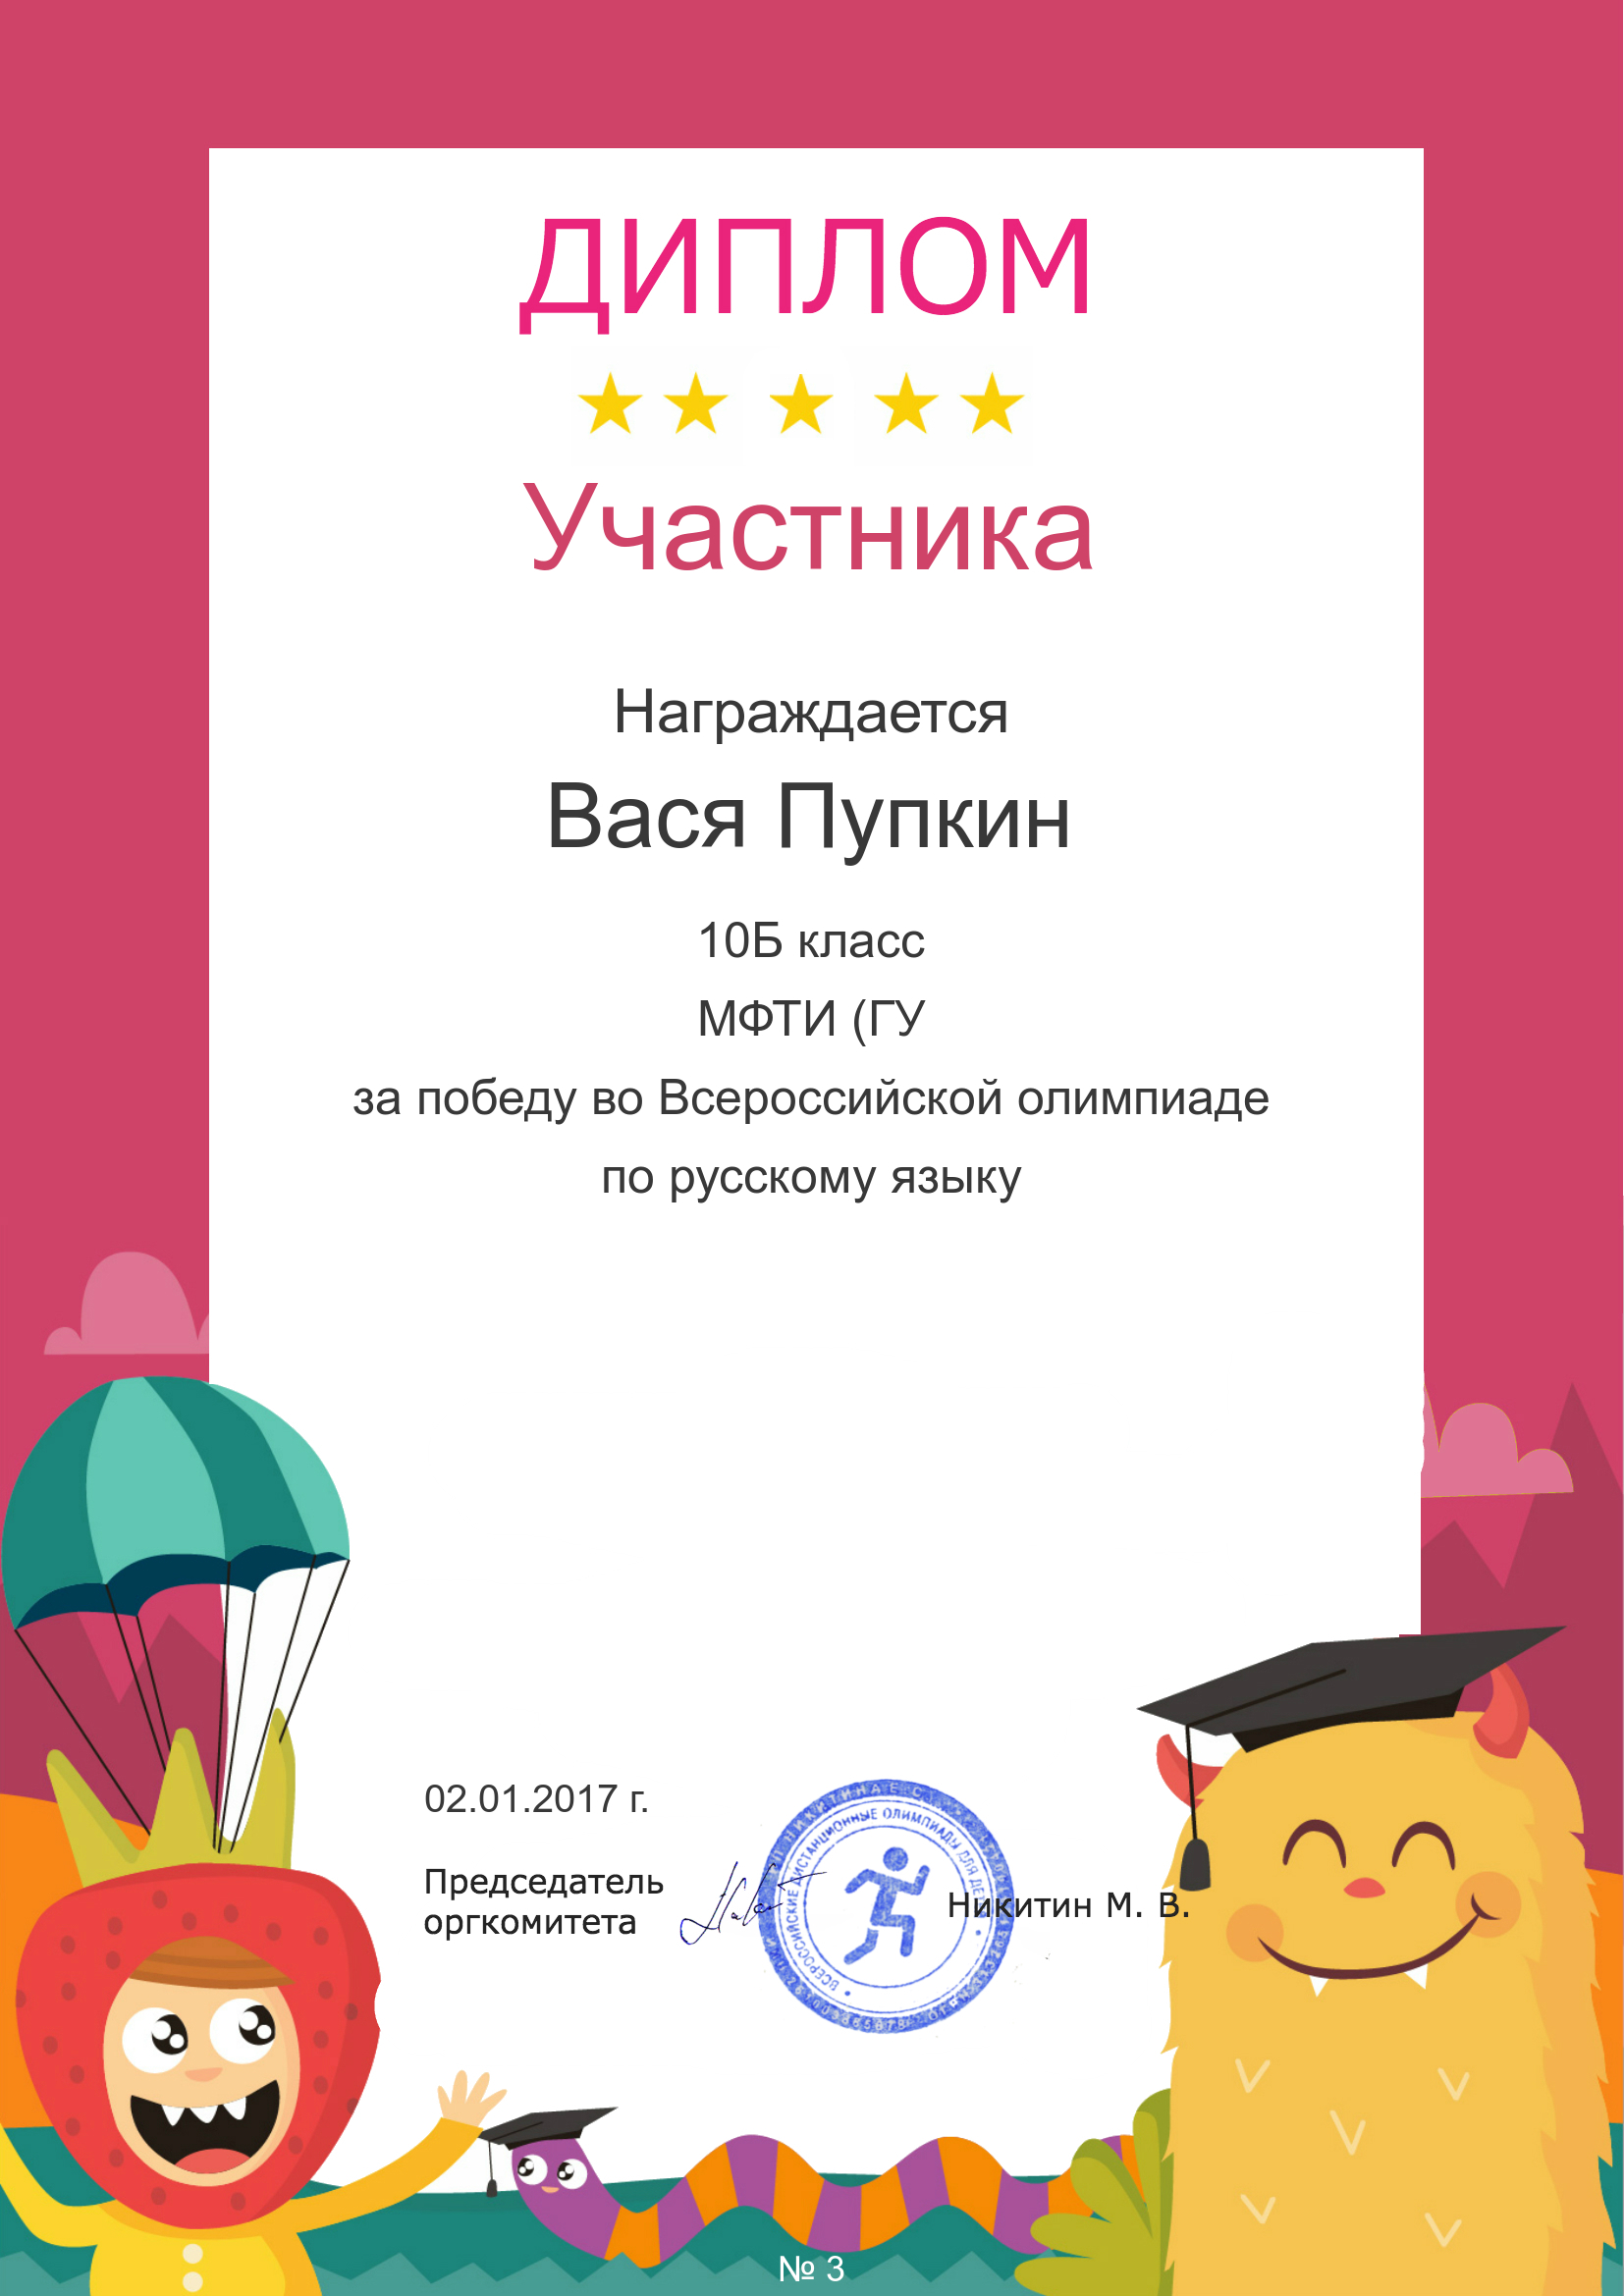 ДИПЛОМ
Участника
Награждается
Вася Пупкин
10Б класс
МФТИ (ГУ
за победу во Всероссийской олимпиаде
по русскому языку
02.01.2017 г.
Председатель
оргкомитета
ВСЕРОССИЙСКИЕ ДИСТАНЦИОННЫЕ ОЛИМПИАДЫ ДЛЯ
Никитин М. В.
№ 3